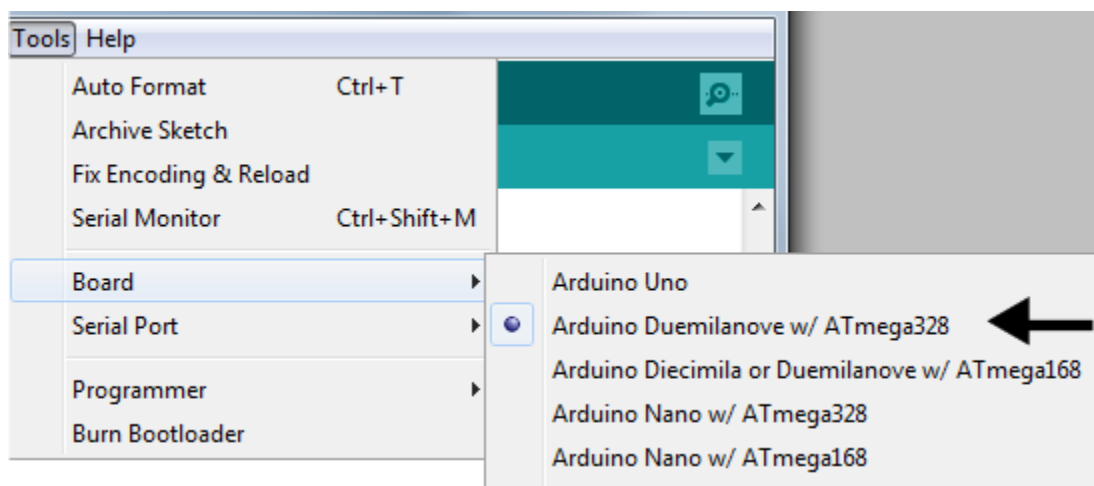 Tools Help
Auto Format Ctrl+T
Archive Sketch
Fix Encoding & Reload
Serial Monitor Ctrl+Shift+M
Board
Serial Port
Programmer
Burn Bootloader
Arduino Uno
Arduino Duemilanove w/ ATmega328
Arduino Diecimila or Duemilanove w/ ATmega168
Arduino Nano w/ ATmega328
Arduino Nano w/ ATmega168